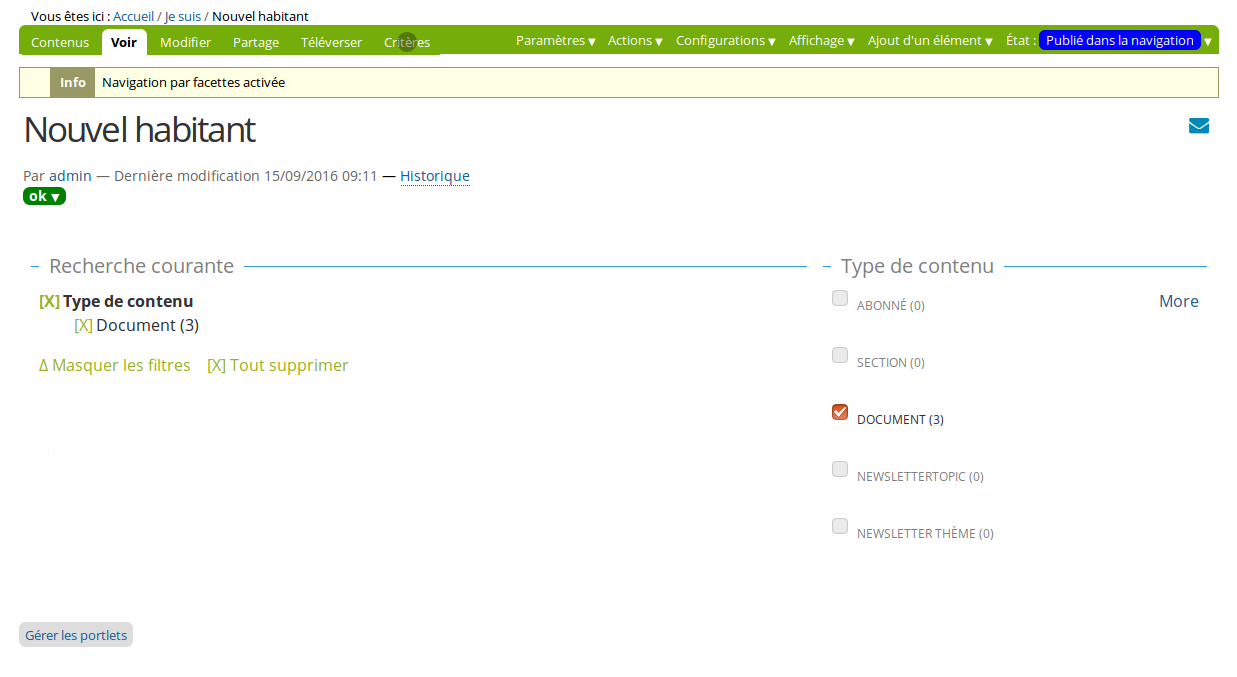 Vous êtes ici : Accueil / Je suis / Nouvel habitant
Contenus Voir Modifier Partage Téléverser Critères Paramètres ▼ Actions ▼ Configurations ▼ Affichage ▼ Ajout d'un élément ▼ État : Publié dans la navigation ▼
Info Navigation par facettes activée
Nouvel habitant
Par admin — Dernière modification 15/09/2016 09:11 — Historique
ok ▼
Recherche courante
[X] Type de contenu
[X] Document (3)
Δ Masquer les filtres [X] Tout supprimer
Type de contenu
More
ABONNÉ (0)
SECTION (0)
DOCUMENT (3)
NEWSLETTERTOPIC (0)
NEWSLETTER THÈME (0)
Gérer les portlets